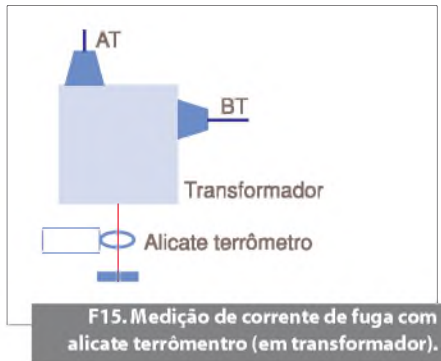 AT
BT
Transformador
Alicate terrômetro
F15. Medição de corrente de fuga com
alicate terrômentro (em transformador).